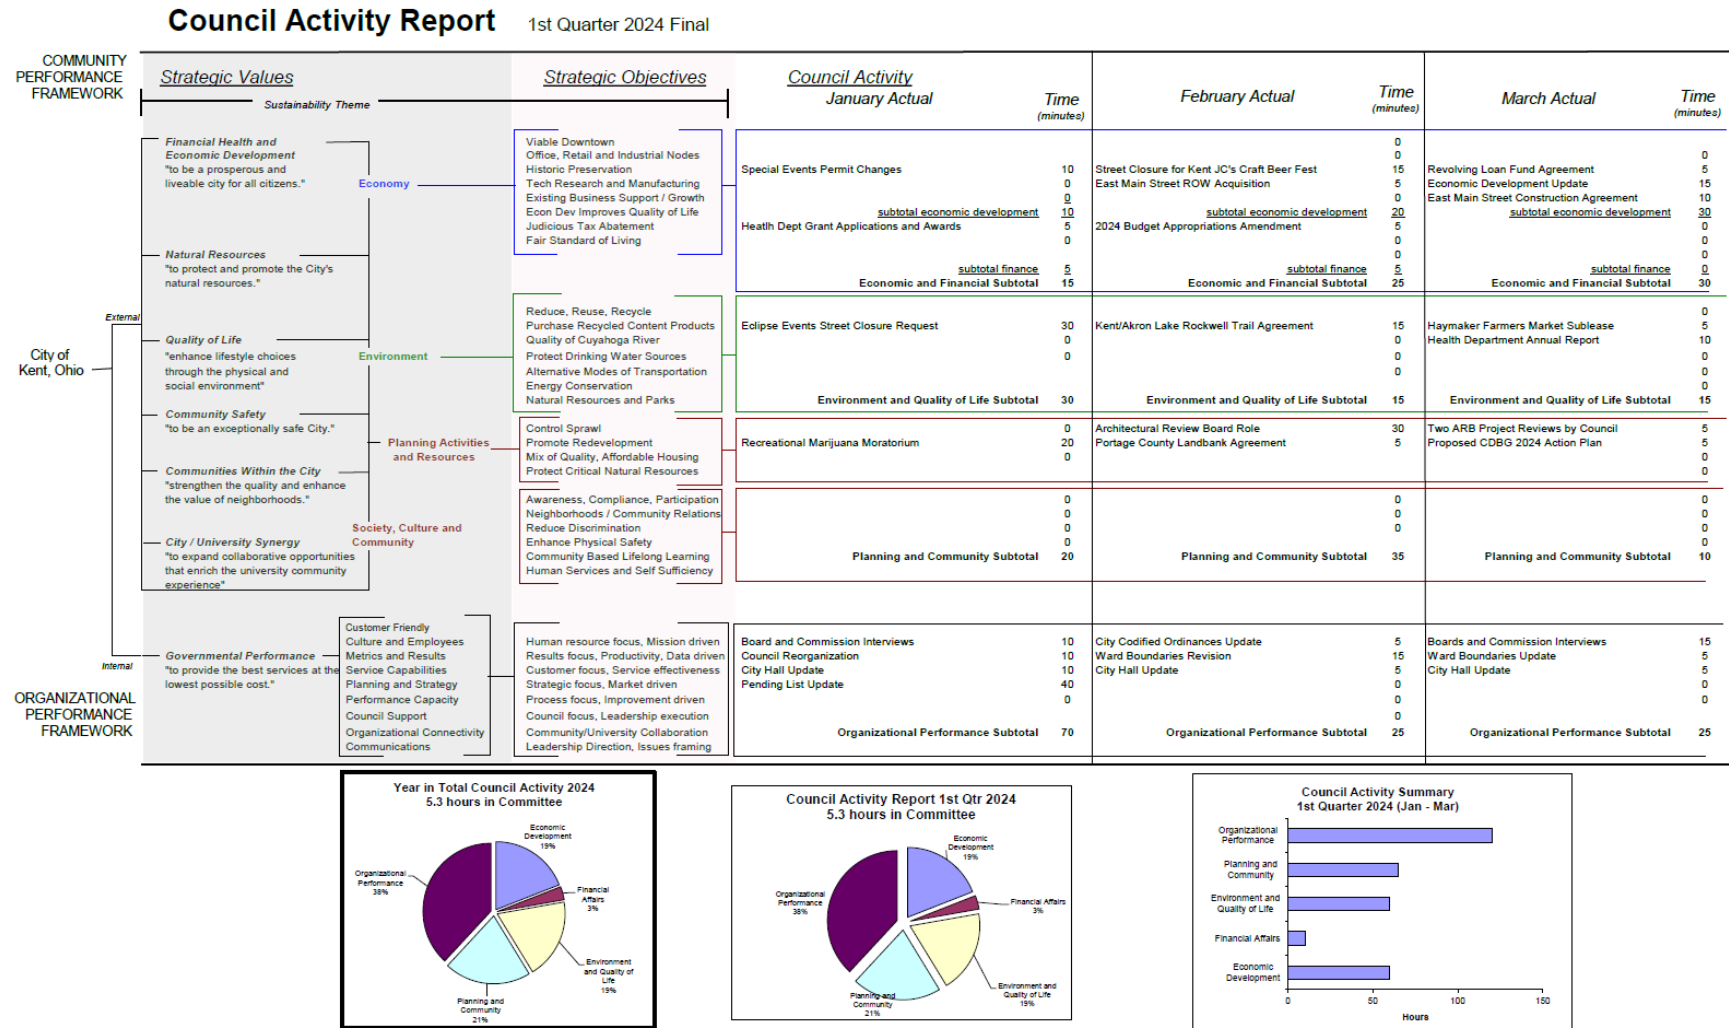 Council Activity Report 1st Quarter 2024 Final
COMMUNITY
PERFORMANCE
FRAMEWORK
Strategic Values Strategic Objectives Council Activity
Sustainability Theme
January Actual Time (minutes) February Actual Time (minutes) March Actual Time (minutes)
City of
Kent, Ohio
External
Internal
ORGANIZATIONAL
PERFORMANCE
FRAMEWORK
Financial Health and
Economic Development
"to be a prosperous and
liveable city for all citizens."
Natural Resources
"to protect and promote the City's
natural resources."
Quality of Life
"enhance lifestyle choices
through the physical and
social environment"
Community Safety
"to be an exceptionally safe City."
Communities Within the City
"strengthen the quality and enhance
the value of neighborhoods."
City / University Synergy
"to expand collaborative opportunities
that enrich the university community
experience"
Governmental Performance
"to provide the best services at the
lowest possible cost."
Economy
Environment
Planning Activities
and Resources
Society, Culture and
Community
Customer Friendly
Culture and Employees
Metrics and Results
Service Capabilities
Planning and Strategy
Performance Capacity
Council Support
Organizational Connectivity
Communications
Viable Downtown
Office, Retail and Industrial Nodes
Historic Preservation
Tech Research and Manufacturing
Existing Business Support / Growth
Econ Dev Improves Quality of Life
Judicious Tax Abatement
Fair Standard of Living
Reduce, Reuse, Recycle
Purchase Recycled Content Products
Quality of Cuyahoga River
Protect Drinking Water Sources
Alternative Modes of Transportation
Energy Conservation
Natural Resources and Parks
Control Sprawl
Promote Redevelopment
Mix of Quality, Affordable Housing
Protect Critical Natural Resources
Awareness, Compliance, Participation
Neighborhoods / Community Relations
Reduce Discrimination
Enhance Physical Safety
Community Based Lifelong Learning
Human Services and Self Sufficiency
Human resource focus, Mission driven
Results focus, Productivity, Data driven
Customer focus, Service effectiveness
Strategic focus, Market driven
Process focus, Improvement driven
Council focus, Leadership execution
Community/University Collaboration
Leadership Direction, Issues framing
Special Events Permit Changes 10
0
0
subtotal economic development 10
Heatlh Dept Grant Applications and Awards 5
0
subtotal finance 5
Economic and Financial Subtotal 15
Eclipse Events Street Closure Request 30
0
0
Environment and Quality of Life Subtotal 30
0
Recreational Marijuana Moratorium 20
0
0
0
0
0
Planning and Community Subtotal 20
Board and Commission Interviews 10
Council Reorganization 10
City Hall Update 10
Pending List Update 40
0
Organizational Performance Subtotal 70
0
0
Street Closure for Kent JC's Craft Beer Fest 15
East Main Street ROW Acquisition 5
0
subtotal economic development 20
2024 Budget Appropriations Amendment 5
0
0
subtotal finance 5
Economic and Financial Subtotal 25
Kent/Akron Lake Rockwell Trail Agreement 15
0
0
0
Environment and Quality of Life Subtotal 15
Architectural Review Board Role 30
Portage County Landbank Agreement 5
0
0
0
Planning and Community Subtotal 35
City Codified Ordinances Update 5
Ward Boundaries Revision 15
City Hall Update 5
0
0
0
Organizational Performance Subtotal 25
0
Revolving Loan Fund Agreement 5
Economic Development Update 15
East Main Street Construction Agreement 10
subtotal economic development 30
0
0
0
subtotal finance 0
Economic and Financial Subtotal 30
0
Haymaker Farmers Market Sublease 5
Health Department Annual Report 10
0
0
0
Environment and Quality of Life Subtotal 15
Two ARB Project Reviews by Council 5
Proposed CDBG 2024 Action Plan 5
0
0
0
0
0
0
Planning and Community Subtotal 10
Boards and Commission Interviews 15
Ward Boundaries Update 5
City Hall Update 5
0
0
Organizational Performance Subtotal 25
Year in Total Council Activity 2024
5.3 hours in Committee
Economic
Development
19%
Financial
Affairs
3%
Environment
and Quality of
Life
19%
Planning and
Community
21%
Organizational
Performance
38%
Council Activity Report 1st Qtr 2024
5.3 hours in Committee
Economic
Development
19%
Financial Affairs
3%
Environment and
Quality of Life
19%
Planning and
Community
21%
Organizational
Performance
38%
Council Activity Summary
1st Quarter 2024 (Jan - Mar)
Organizational
Performance
Planning and
Community
Environment and
Quality of Life
Financial Affairs
Economic
Development
0 50 100 150
Hours